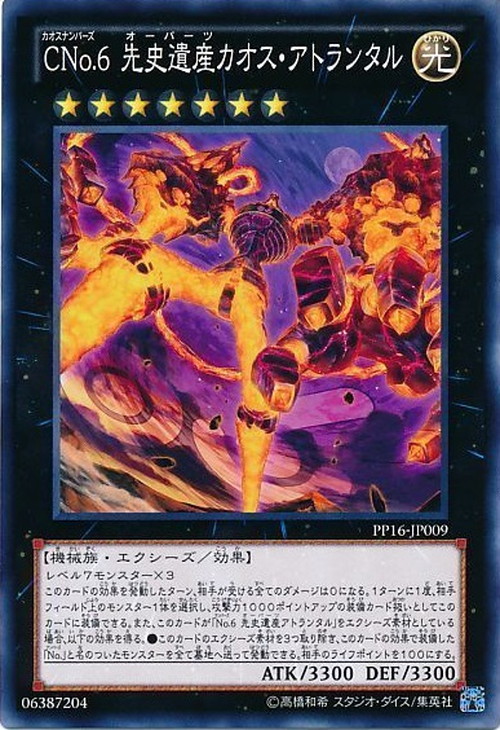 カオスナンバーズ オーパーツ
CNo.6 先史遺産カオス・アトランタル
ひかり
光
PP16-JP009
【機械族・エクシーズ／効果】
レベル7モンスター×3
このカードの効果を発動したターン、相手が受ける全てのダメージは0になる。1ターンに1度、相手
フィールド上のモンスター1体を選択し、攻撃力1000ポイントアップの装備カード扱いとしてこの
カードに装備できる。また、このカードが「No.6 先史遺産アトランタル」をエクシーズ素材としている
場合、以下の効果を得る。●このカードのエクシーズ素材を3つ取り除き、このカードの効果で装備した
「No.」と名のついたモンスターを全て墓地へ送って発動できる。相手のライフポイントを100にする。
ATK/3300 DEF/3300
06387204
©高橋和希 スタジオ・ダイス/集英社